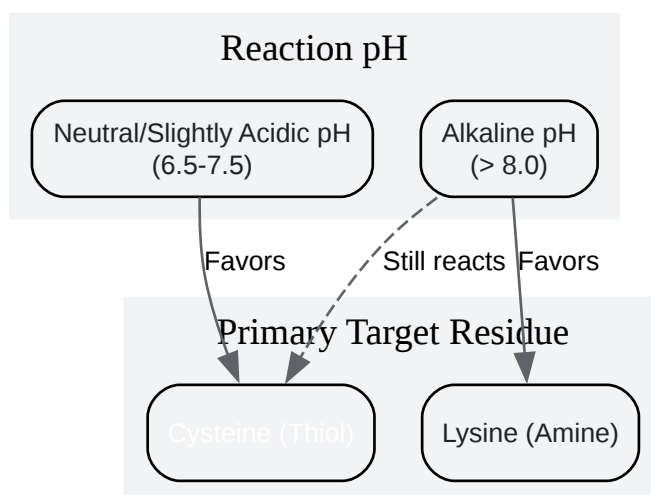 Reaction pH
Neutral/Slightly Acidic pH
(6.5-7.5)
Alkaline pH
(> 8.0)
Favors
Still reacts
Favors
Primary Target Residue
Cysteine (Thiol)
Lysine (Amine)